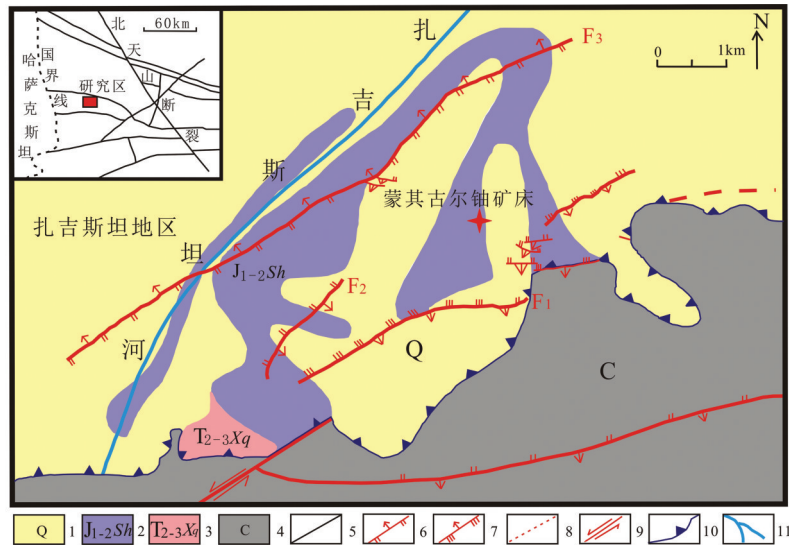 60km
北天山断裂
国界线
哈萨克斯坦
研究区
扎吉斯坦河
F3
N
0 1km
蒙其古尔铀矿床
扎吉斯坦地区
J1-2Sh
F2
F1
Q
C
T2-3Xq
Q 1 J1-2Sh 2 T2-3Xq 3 C 4 5 6 7 8 9 10 11